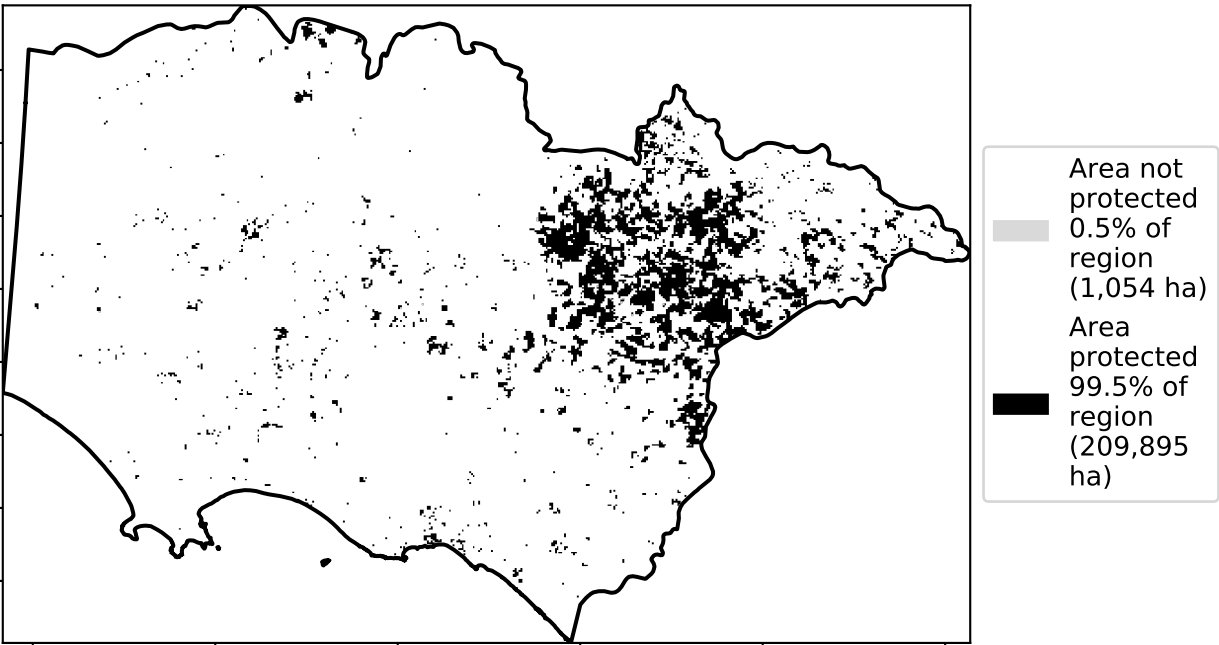 Area not
protected
0.5% of
region
(1,054 ha)
Area
protected
99.5% of
region
(209,895
ha)